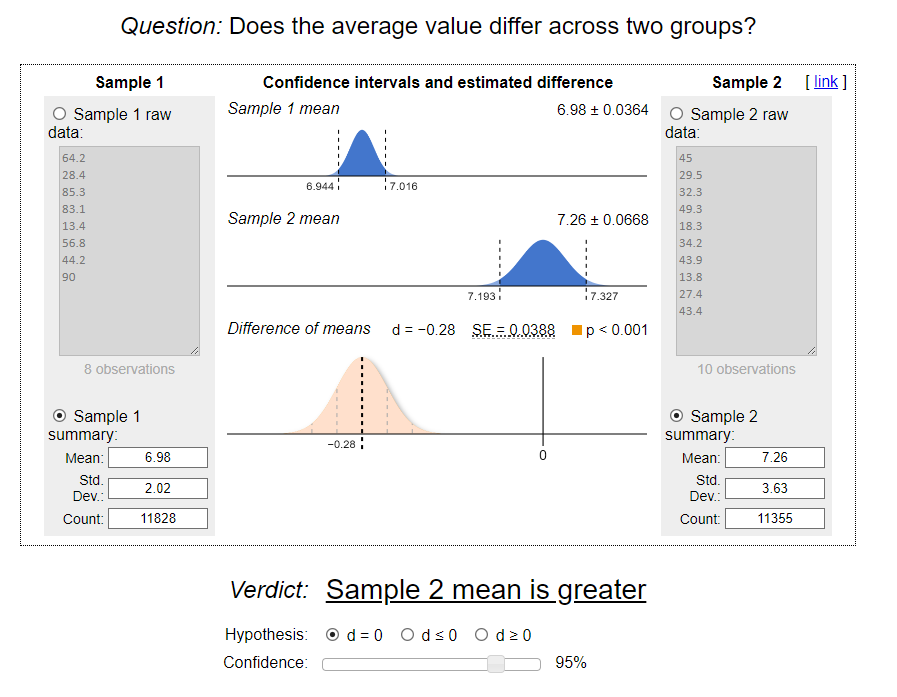 Question: Does the average value differ across two groups?
Sample 1
Confidence intervals and estimated difference
Sample 2
[ link ]
Sample 1 raw
data:
64.2
28.4
85.3
83.1
13.4
56.8
44.2
90
8 observations
Sample 1
summary:
Mean: 6.98
Std.
Dev.: 2.02
Count: 11828
Sample 1 mean 6.98 ± 0.0364
6.944 7.016
Sample 2 mean 7.26 ± 0.0668
7.193 7.327
Difference of means d = −0.28 SE = 0.0388 p < 0.001
−0.28
0
Sample 2 raw
data:
45
29.5
32.3
49.3
18.3
34.2
43.9
13.8
27.4
43.4
10 observations
Sample 2
summary:
Mean: 7.26
Std.
Dev.: 3.63
Count: 11355
Verdict: Sample 2 mean is greater
Hypothesis: d = 0 d ≤ 0 d ≥ 0
Confidence: 95%